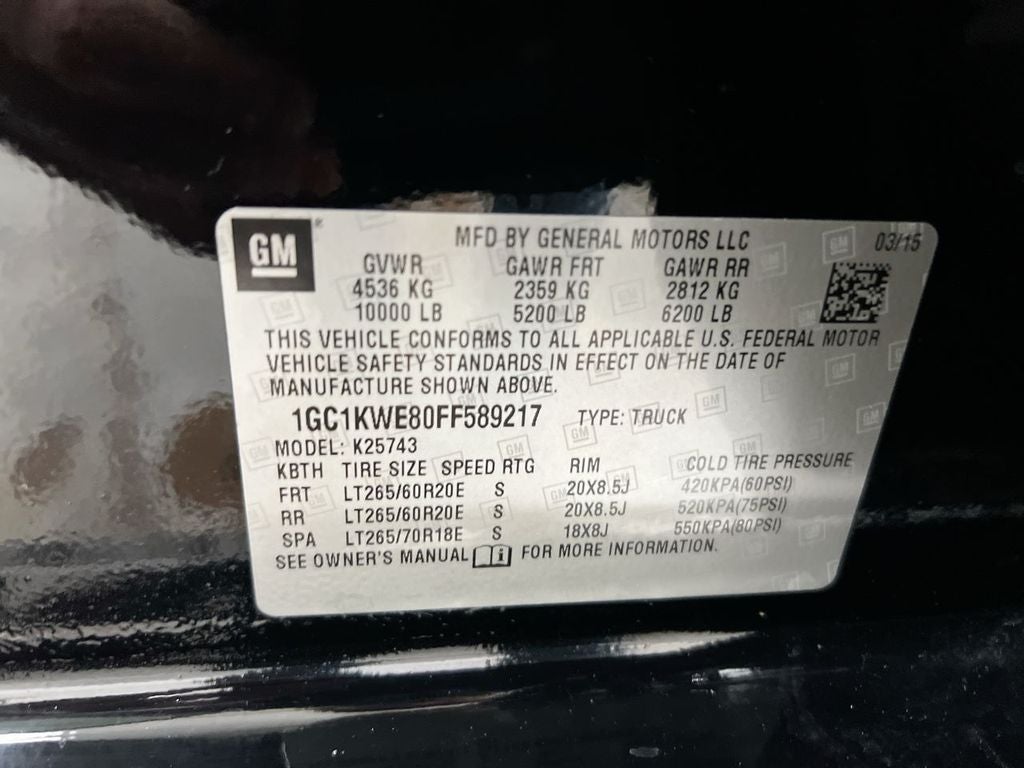 GM
MFD BY GENERAL MOTORS LLC 03/15
GVWR GAWR FRT GAWR RR
4536 KG 2359 KG 2812 KG
10000 LB 5200 LB 6200 LB
THIS VEHICLE CONFORMS TO ALL APPLICABLE U.S. FEDERAL MOTOR
VEHICLE SAFETY STANDARDS IN EFFECT ON THE DATE OF
MANUFACTURE SHOWN ABOVE.
1GC1KWE80FF589217 TYPE: TRUCK
MODEL: K25743
KBTH TIRE SIZE SPEED RTG RIM COLD TIRE PRESSURE
FRT LT265/60R20E S 20X8.5J 420KPA(60PSI)
RR LT265/60R20E S 20X8.5J 520KPA(75PSI)
SPA LT265/70R18E S 18X8J 550KPA(80PSI)
SEE OWNER'S MANUAL i FOR MORE INFORMATION.